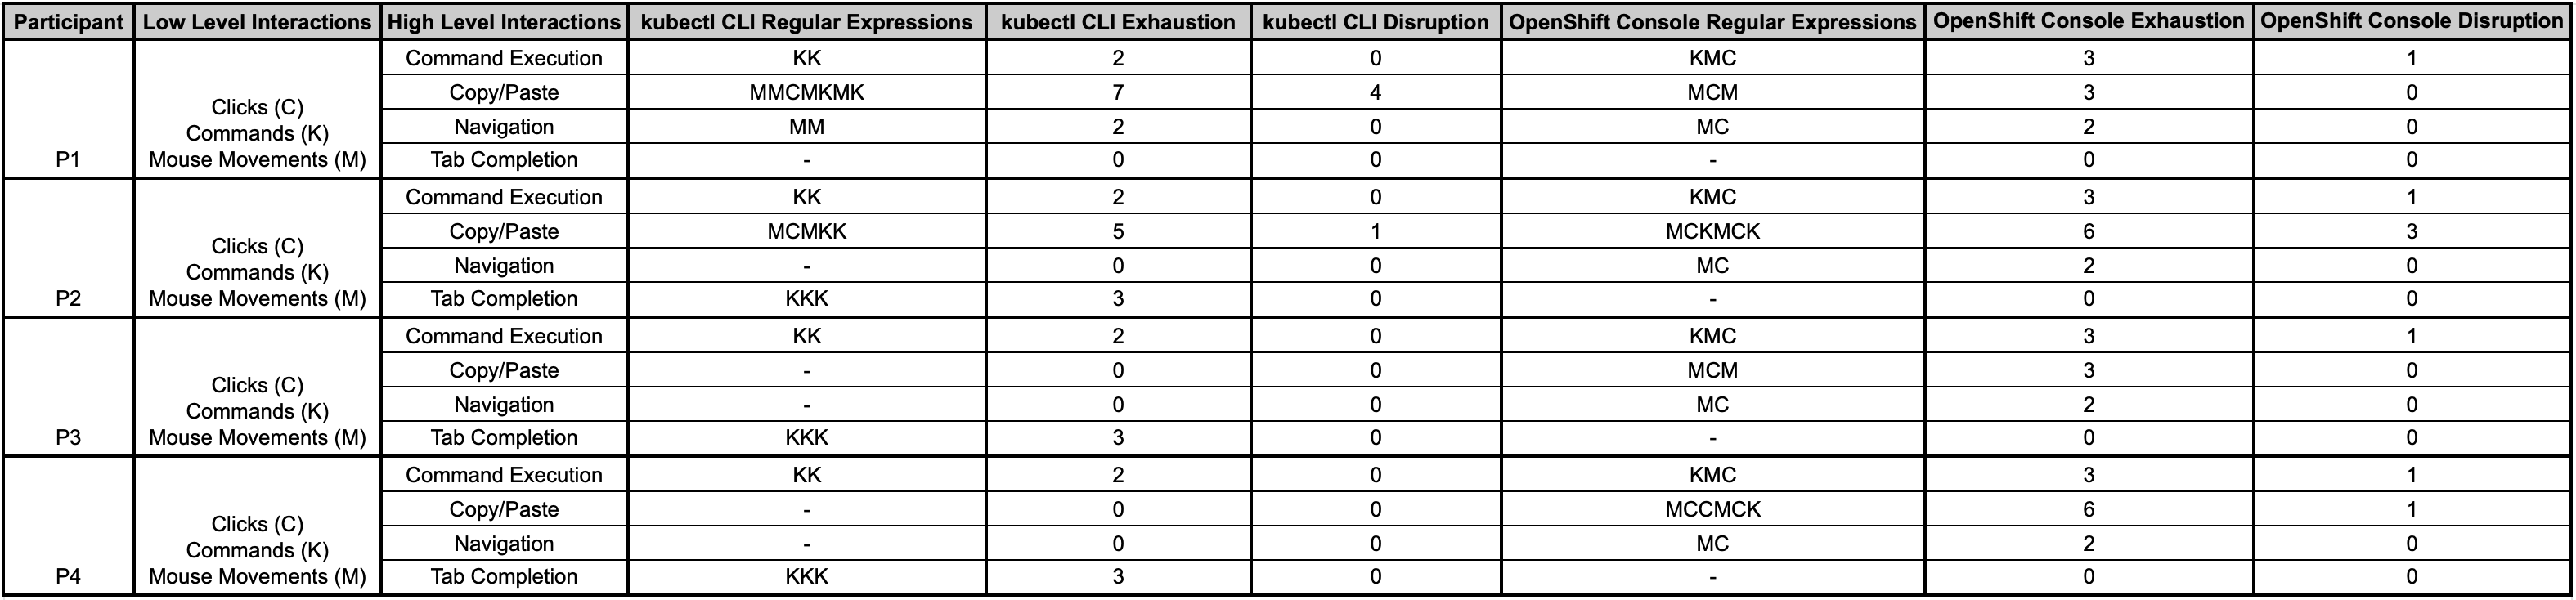 Participant Low Level Interactions High Level Interactions kubectl CLI Regular Expressions kubectl CLI Exhaustion kubectl CLI Disruption OpenShift Console Regular Expressions OpenShift Console Exhaustion OpenShift Console Disruption
Command Execution KK 2 0 KMC 3 1
Clicks (C) Copy/Paste MMCMKMK 7 4 MCM 3 0
Commands (K) Navigation MM 2 0 MC 2 0
P1 Mouse Movements (M) Tab Completion - 0 0 - 0 0
Command Execution KK 2 0 KMC 3 1
Clicks (C) Copy/Paste MCMKK 5 1 MCKMCK 6 3
Commands (K) Navigation - 0 0 MC 2 0
P2 Mouse Movements (M) Tab Completion KKK 3 0 - 0 0
Command Execution KK 2 0 KMC 3 1
Clicks (C) Copy/Paste - 0 0 MCM 3 0
Commands (K) Navigation - 0 0 MC 2 0
P3 Mouse Movements (M) Tab Completion KKK 3 0 - 0 0
Command Execution KK 2 0 KMC 3 1
Clicks (C) Copy/Paste - 0 0 MCCMCK 6 1
Commands (K) Navigation - 0 0 MC 2 0
P4 Mouse Movements (M) Tab Completion KKK 3 0 - 0 0